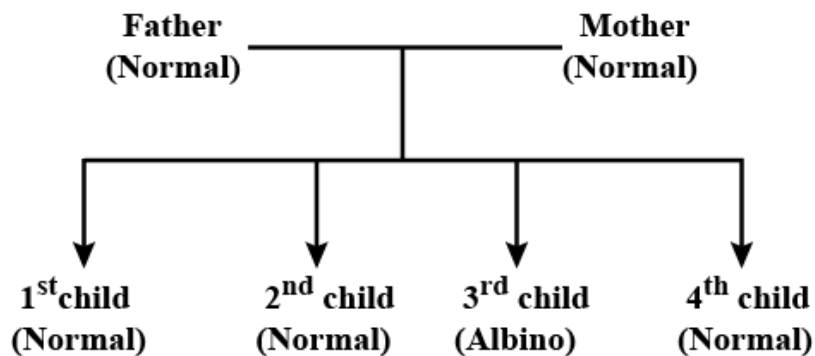 Father
(Normal)
Mother
(Normal)
1st child
(Normal)
2nd child
(Normal)
3rd child
(Albino)
4th child
(Normal)